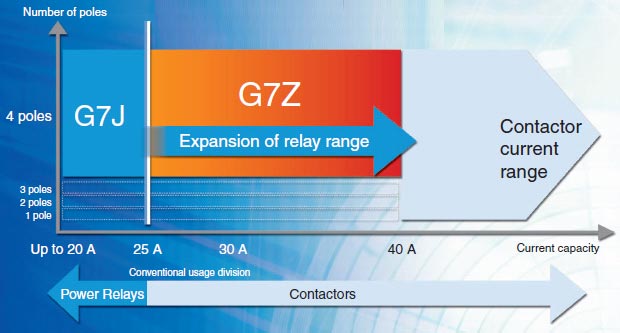 Number of poles
4 poles
G7J
G7Z
Expansion of relay range
Contactor
current
range
3 poles
2 poles
1 pole
Up to 20 A
25 A
30 A
40 A
Current capacity
Conventional usage division
Power Relays
Contactors